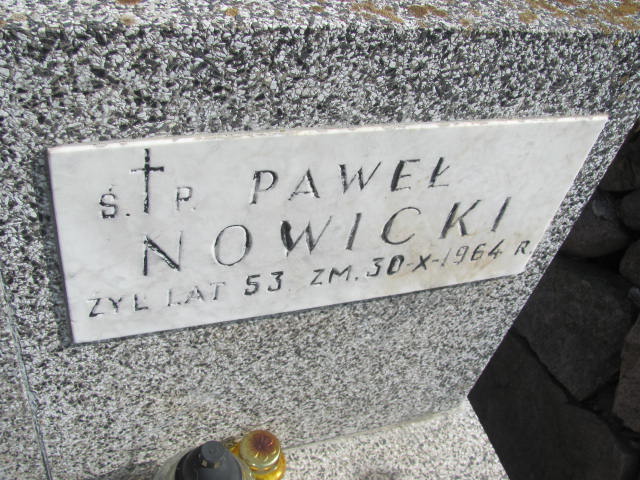 Ś. P. PAWEŁ
NOWICKI
ŻYŁ LAT 53 ZM. 30-X-1964 R